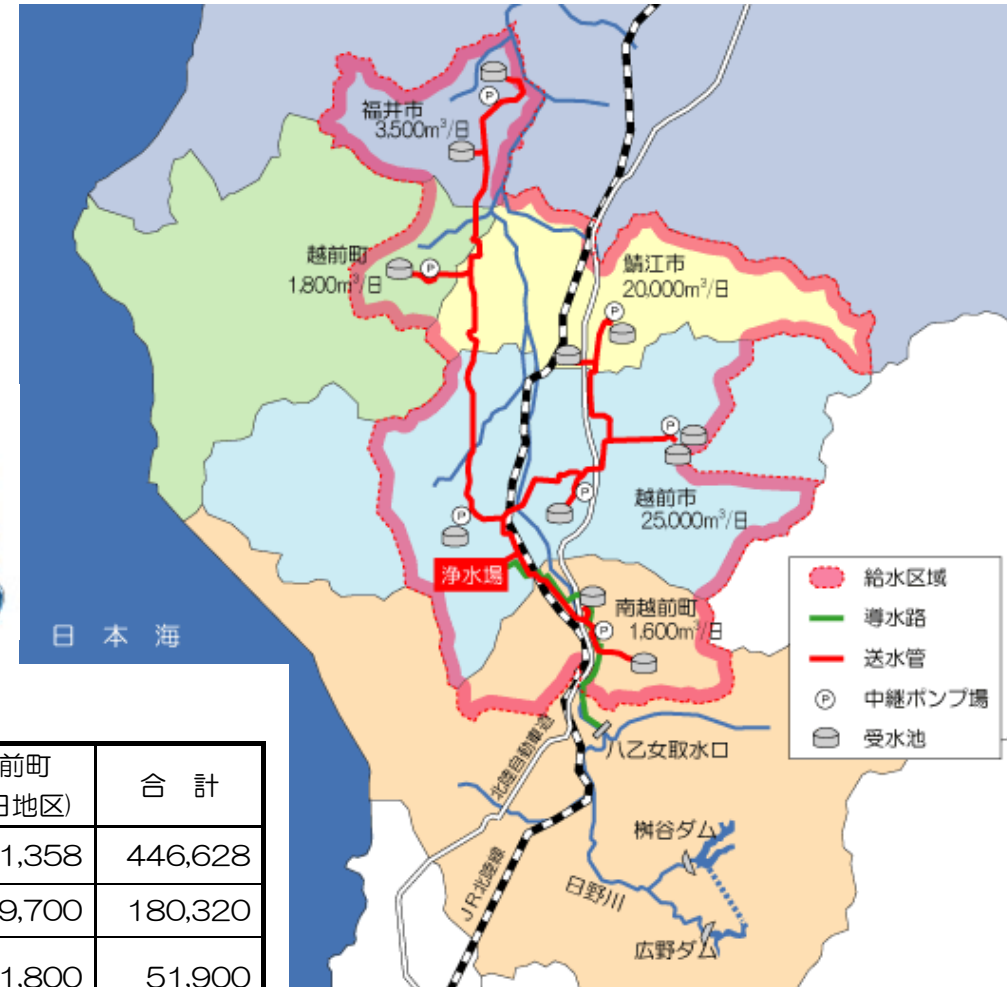 福井市
3,500m³/日
越前町
1,800m³/日
鯖江市
20,000m³/日
越前市
25,000m³/日
浄水場
南越前町
1,600m³/日
日本海
給水区域
導水路
送水管
P 中継ポンプ場
受水池
P
P
P
P
P
P
P
八乙女取水口
北陸自動車道
JR北陸線
桝谷ダム
日野川
広野ダム
前町 合計
日地区)
1,358 446,628
9,700 180,320
1,800 51,900